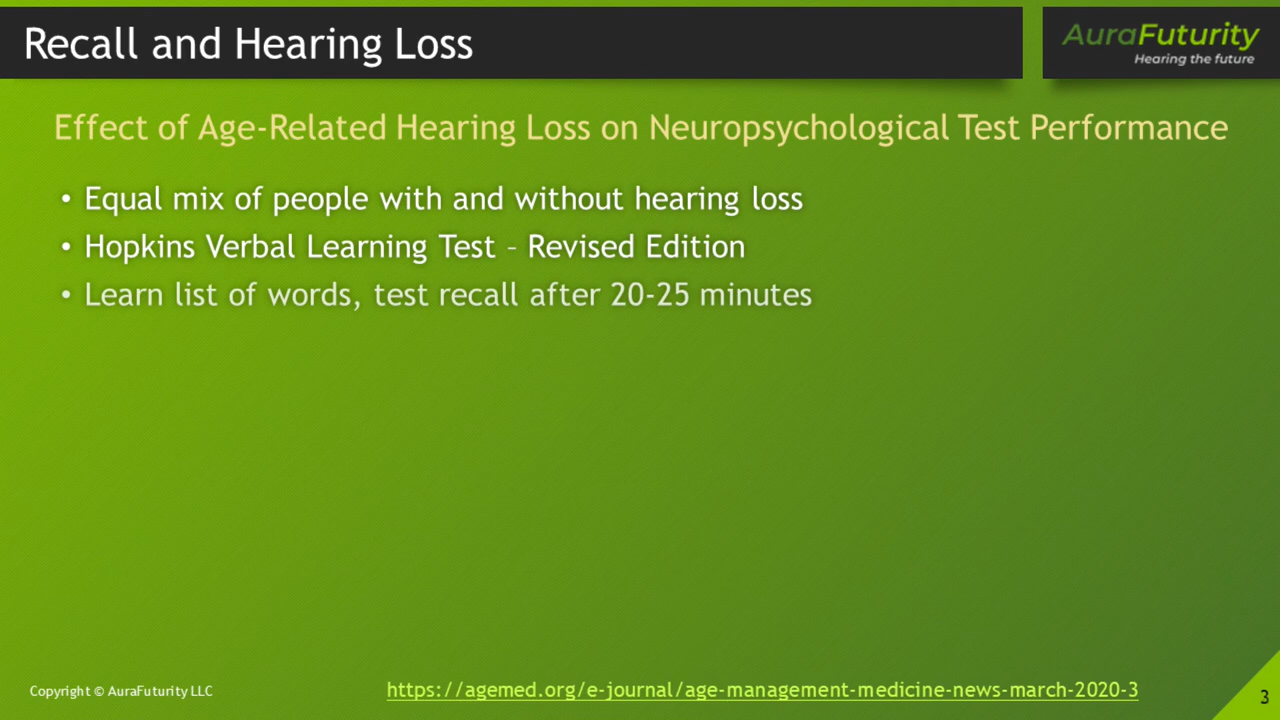 Recall and Hearing Loss
AuraFuturity
Hearing the future
Effect of Age-Related Hearing Loss on Neuropsychological Test Performance
• Equal mix of people with and without hearing loss
• Hopkins Verbal Learning Test – Revised Edition
• Learn list of words, test recall after 20-25 minutes
Copyright © AuraFuturity LLC
https://agemed.org/e-journal/age-management-medicine-news-march-2020-3
3